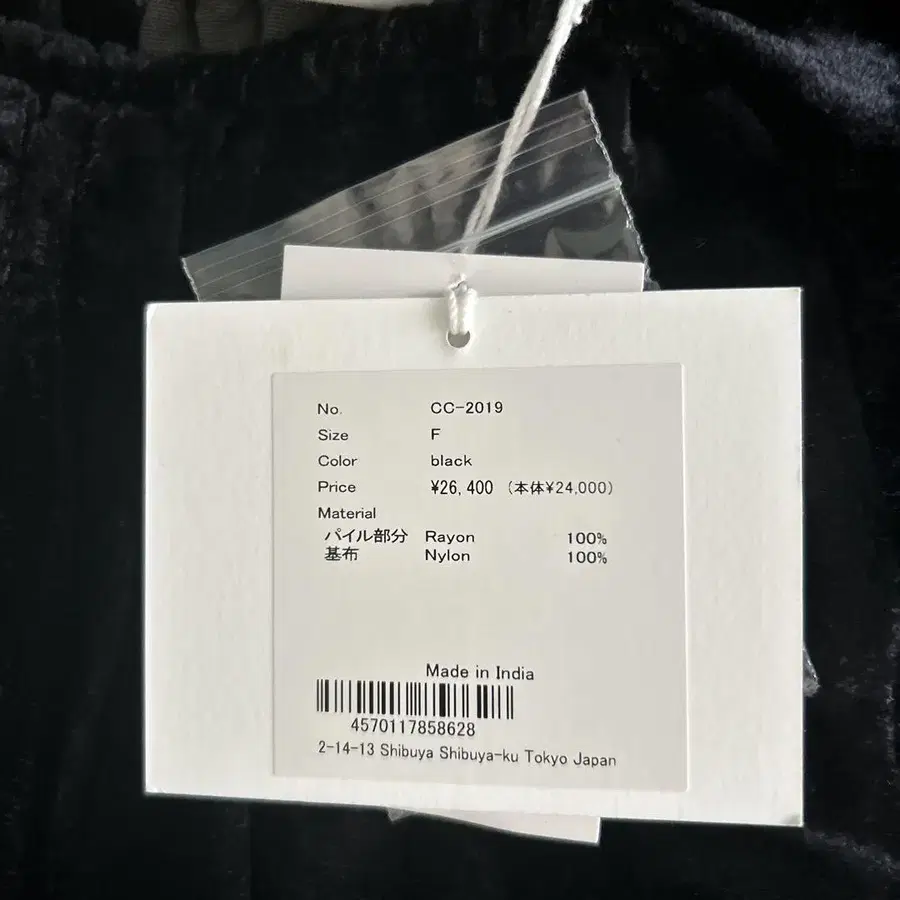 No. CC-2019
Size F
Color black
Price ¥26,400 (本体¥24,000)
Material
パイル部分 Rayon 100%
基布 Nylon 100%
Made in India
4570117858628
2-14-13 Shibuya Shibuya-ku Tokyo Japan